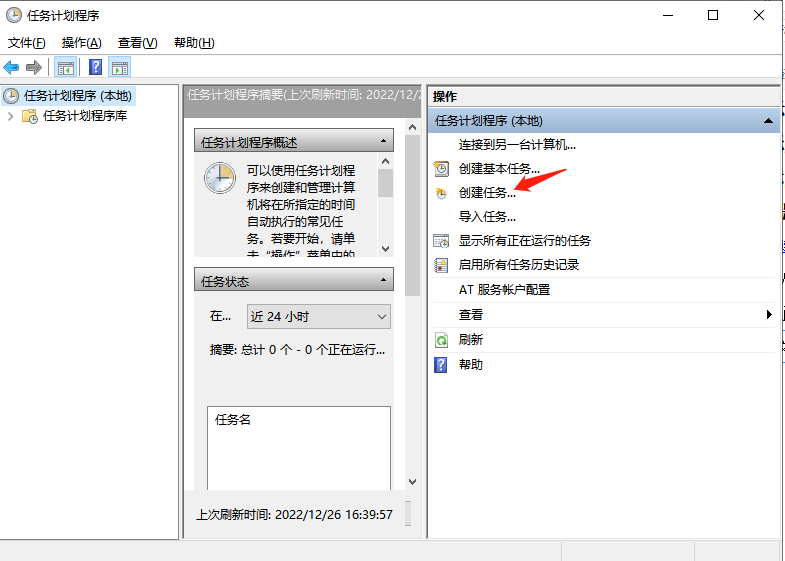 任务计划程序
文件(F) 操作(A) 查看(V) 帮助(H)
任务计划程序 (本地)
任务计划程序库
任务计划程序摘要(上次刷新时间: 2022/12/2
任务计划程序概述
可以使用任务计划程
序来创建和管理计算
机将在所指定的时间
自动执行的常见任
务。若要开始，请单
击“操作”菜单中的
任务状态
在... 近 24 小时
摘要: 总计 0 个 - 0 个正在运行...
任务名
上次刷新时间: 2022/12/26 16:39:57
操作
任务计划程序 (本地)
连接到另一台计算机...
创建基本任务...
创建任务...
导入任务...
显示所有正在运行的任务
启用所有任务历史记录
AT 服务帐户配置
查看
刷新
帮助